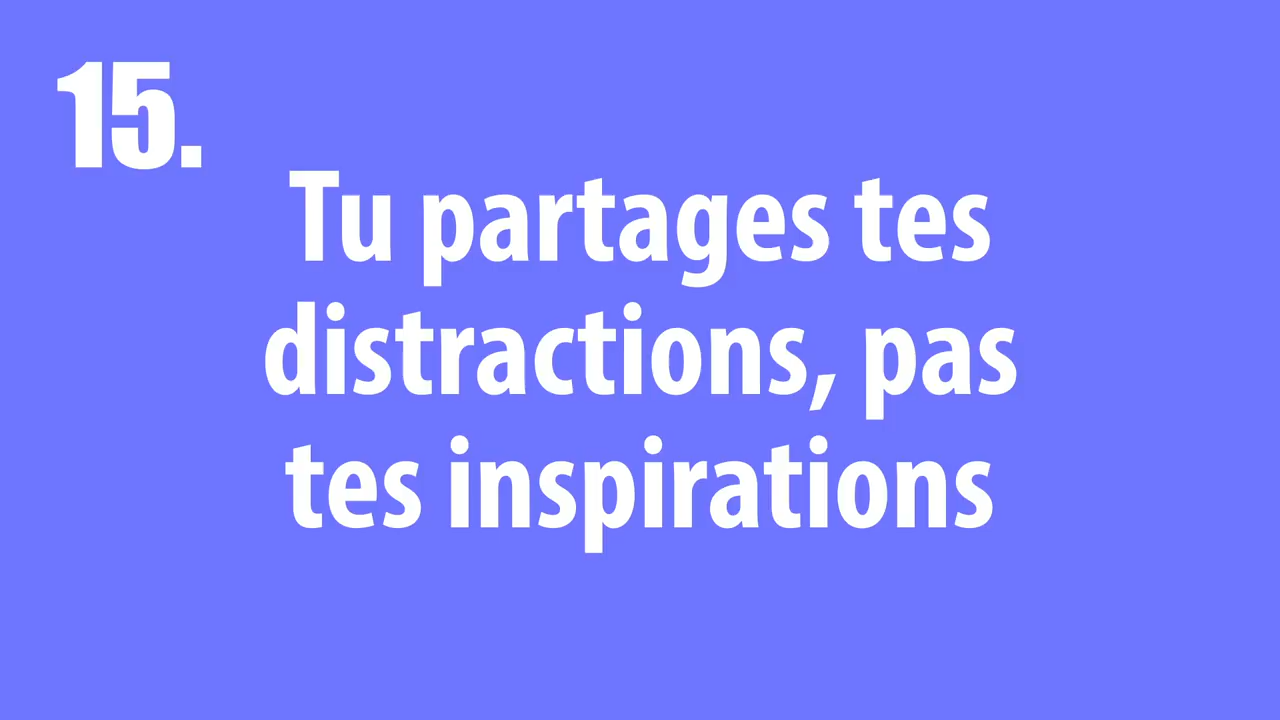 15.
Tu partages tes
distractions, pas
tes inspirations